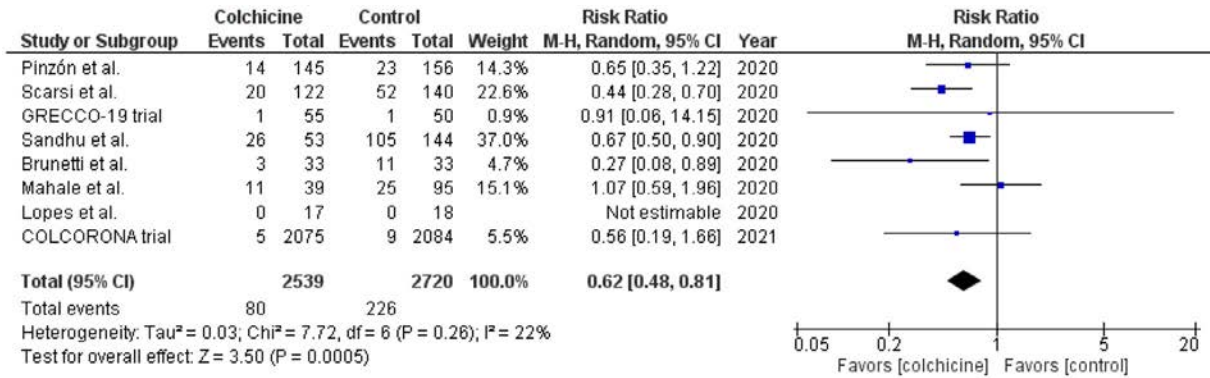 Colchicine Control Risk Ratio Risk Ratio
Study or Subgroup Events Total Events Total Weight M-H, Random, 95% CI Year M-H, Random, 95% CI
Pinzón et al. 14 145 23 156 14.3% 0.65 [0.35, 1.22] 2020
Scarsi et al. 20 122 52 140 22.6% 0.44 [0.28, 0.70] 2020
GRECCO-19 trial 1 55 1 50 0.9% 0.91 [0.06, 14.15] 2020
Sandhu et al. 26 53 105 144 37.0% 0.67 [0.50, 0.90] 2020
Brunetti et al. 3 33 11 33 4.7% 0.27 [0.08, 0.89] 2020
Mahale et al. 11 39 25 95 15.1% 1.07 [0.59, 1.96] 2020
Lopes et al. 0 17 0 18 Not estimable 2020
COLCORONA trial 5 2075 9 2084 5.5% 0.56 [0.19, 1.66] 2021
Total (95% CI) 2539 2720 100.0% 0.62 [0.48, 0.81]
Total events 80 226
Heterogeneity: Tau² = 0.03; Chi² = 7.72, df = 6 (P = 0.26); I² = 22%
Test for overall effect: Z = 3.50 (P = 0.0005)
0.05 0.2 1 5 20
Favors [colchicine] Favors [control]